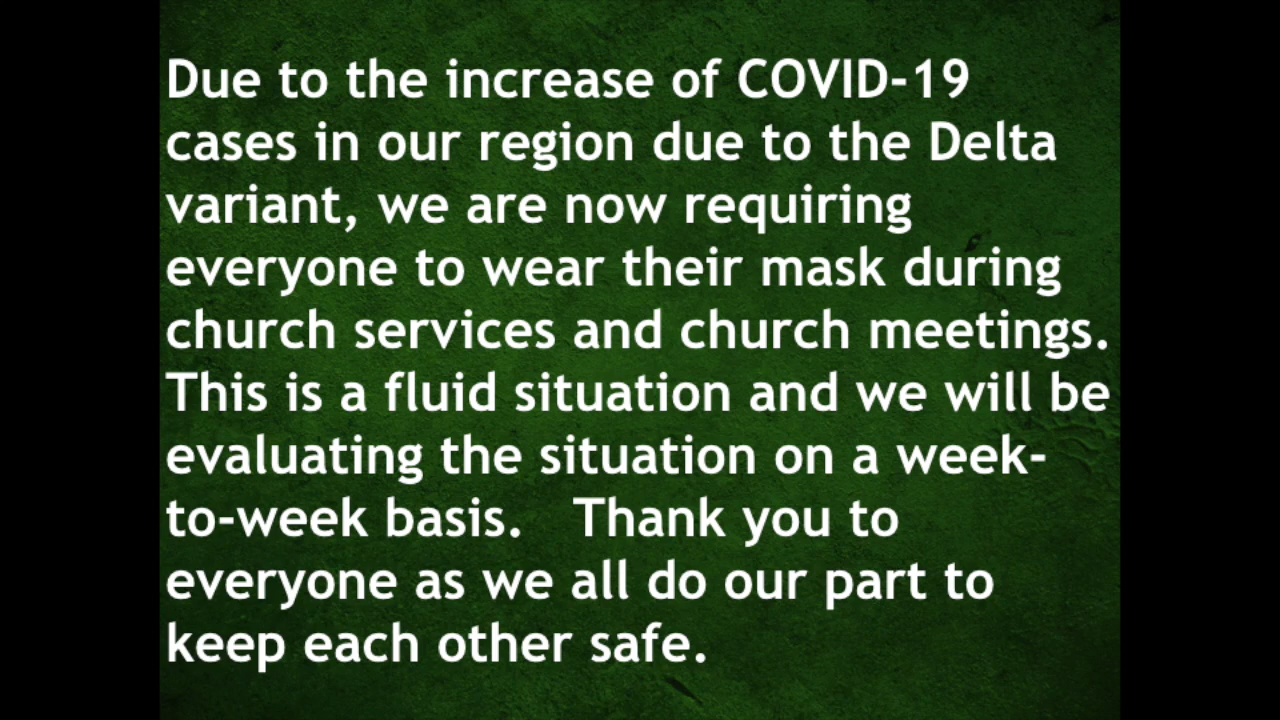 Due to the increase of COVID-19
cases in our region due to the Delta
variant, we are now requiring
everyone to wear their mask during
church services and church meetings.
This is a fluid situation and we will be
evaluating the situation on a week-
to-week basis.   Thank you to
everyone as we all do our part to
keep each other safe.